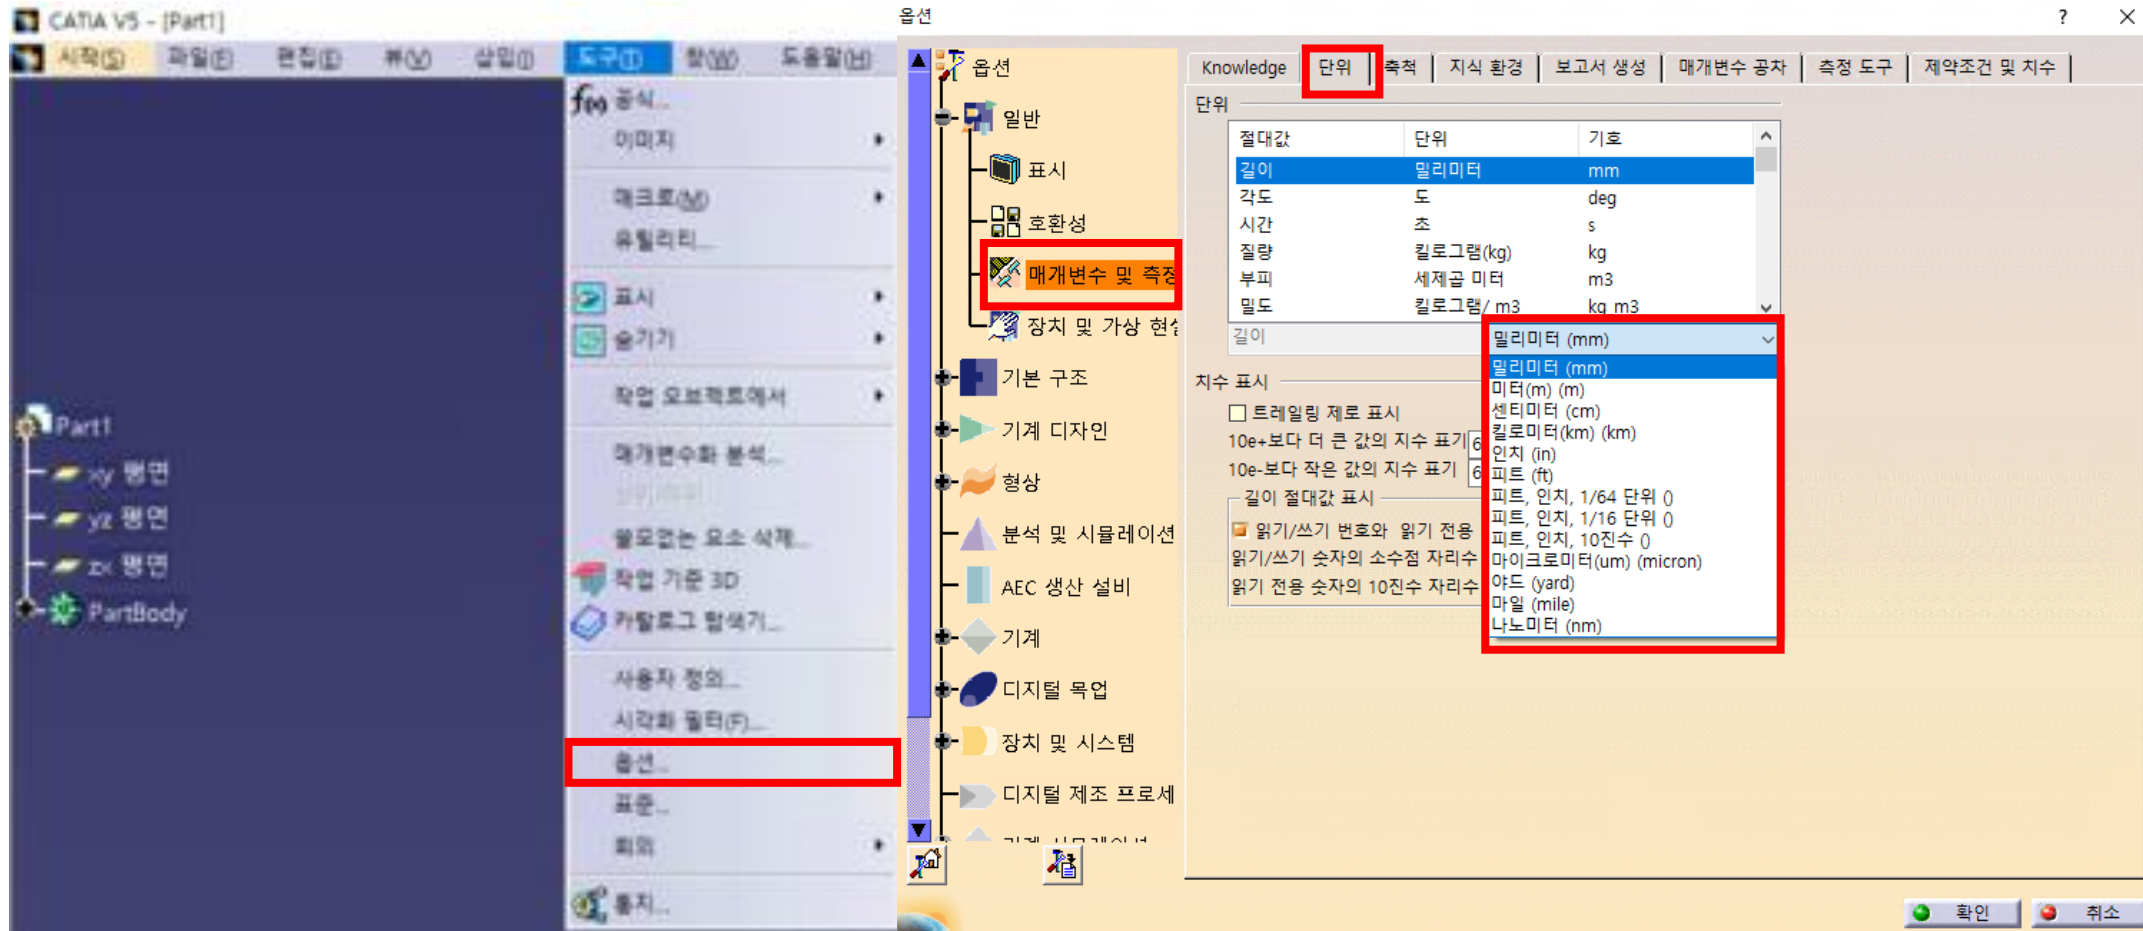 CATIA V5 - [Part1]
시작(S) 파일(F) 편집(E) 뷰(V) 삽입(I) 도구(T) 창(W) 도움말(H)
Part1
xy 평면
yz 평면
zx 평면
PartBody
f(x) 공식...
이미지
매크로(M)
유틸리티...
표시
숨기기
작업 오브젝트에서
매개변수화 분석...
쓸모없는 요소 삭제...
작업 기준 3D
카탈로그 탐색기...
사용자 정의...
시각화 필터(F)...
옵션...
표준...
회의
통지...
옵션
?
옵션
일반
표시
호환성
매개변수 및 측정
장치 및 가상 현실
기본 구조
기계 디자인
형상
분석 및 시뮬레이션
AEC 생산 설비
기계
디지털 목업
장치 및 시스템
디지털 제조 프로세
Knowledge 단위 축척 지식 환경 보고서 생성 매개변수 공차 측정 도구 제약조건 및 치수
단위
절대값 단위 기호
길이 밀리미터 mm
각도 도 deg
시간 초 s
질량 킬로그램(kg) kg
부피 세제곱 미터 m3
밀도 킬로그램/ m3 kg_m3
길이 밀리미터 (mm)
밀리미터 (mm)
미터(m) (m)
센티미터 (cm)
킬로미터(km) (km)
인치 (in)
피트 (ft)
피트, 인치, 1/64 단위 ()
피트, 인치, 1/16 단위 ()
피트, 인치, 10진수 ()
마이크로미터(um) (micron)
야드 (yard)
마일 (mile)
나노미터 (nm)
치수 표시
트레일링 제로 표시
10e+보다 더 큰 값의 지수 표기 6
10e-보다 작은 값의 지수 표기 6
길이 절대값 표시
읽기/쓰기 번호와 읽기 전용
읽기/쓰기 숫자의 소수점 자리수
읽기 전용 숫자의 10진수 자리수
확인 취소